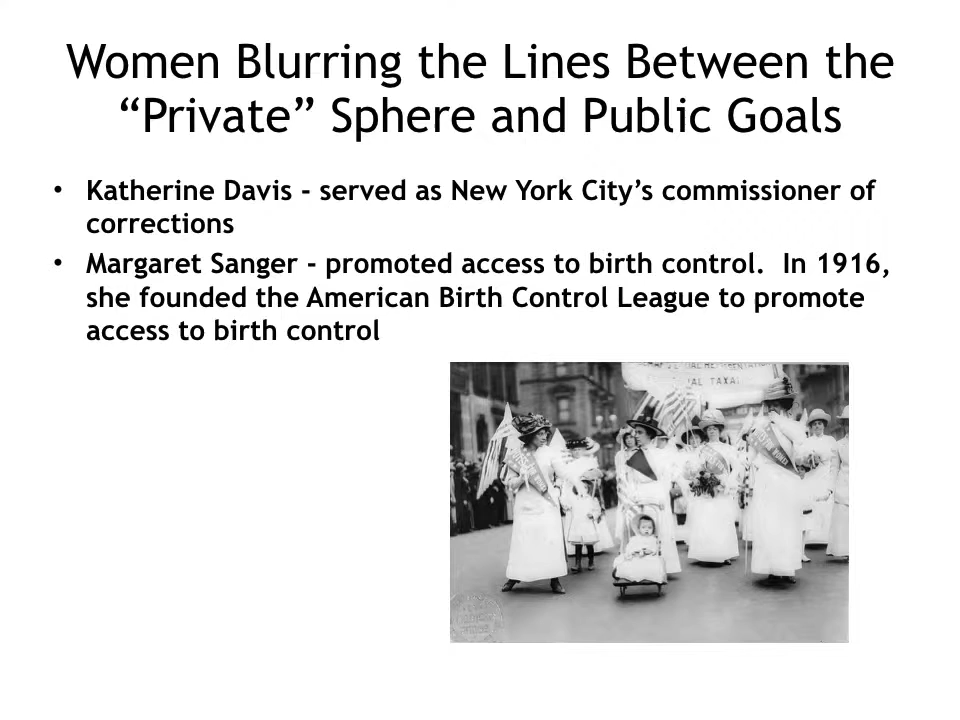 Women Blurring the Lines Between the
“Private” Sphere and Public Goals
• Katherine Davis - served as New York City’s commissioner of
corrections
• Margaret Sanger - promoted access to birth control.  In 1916,
she founded the American Birth Control League to promote
access to birth control
TAXA